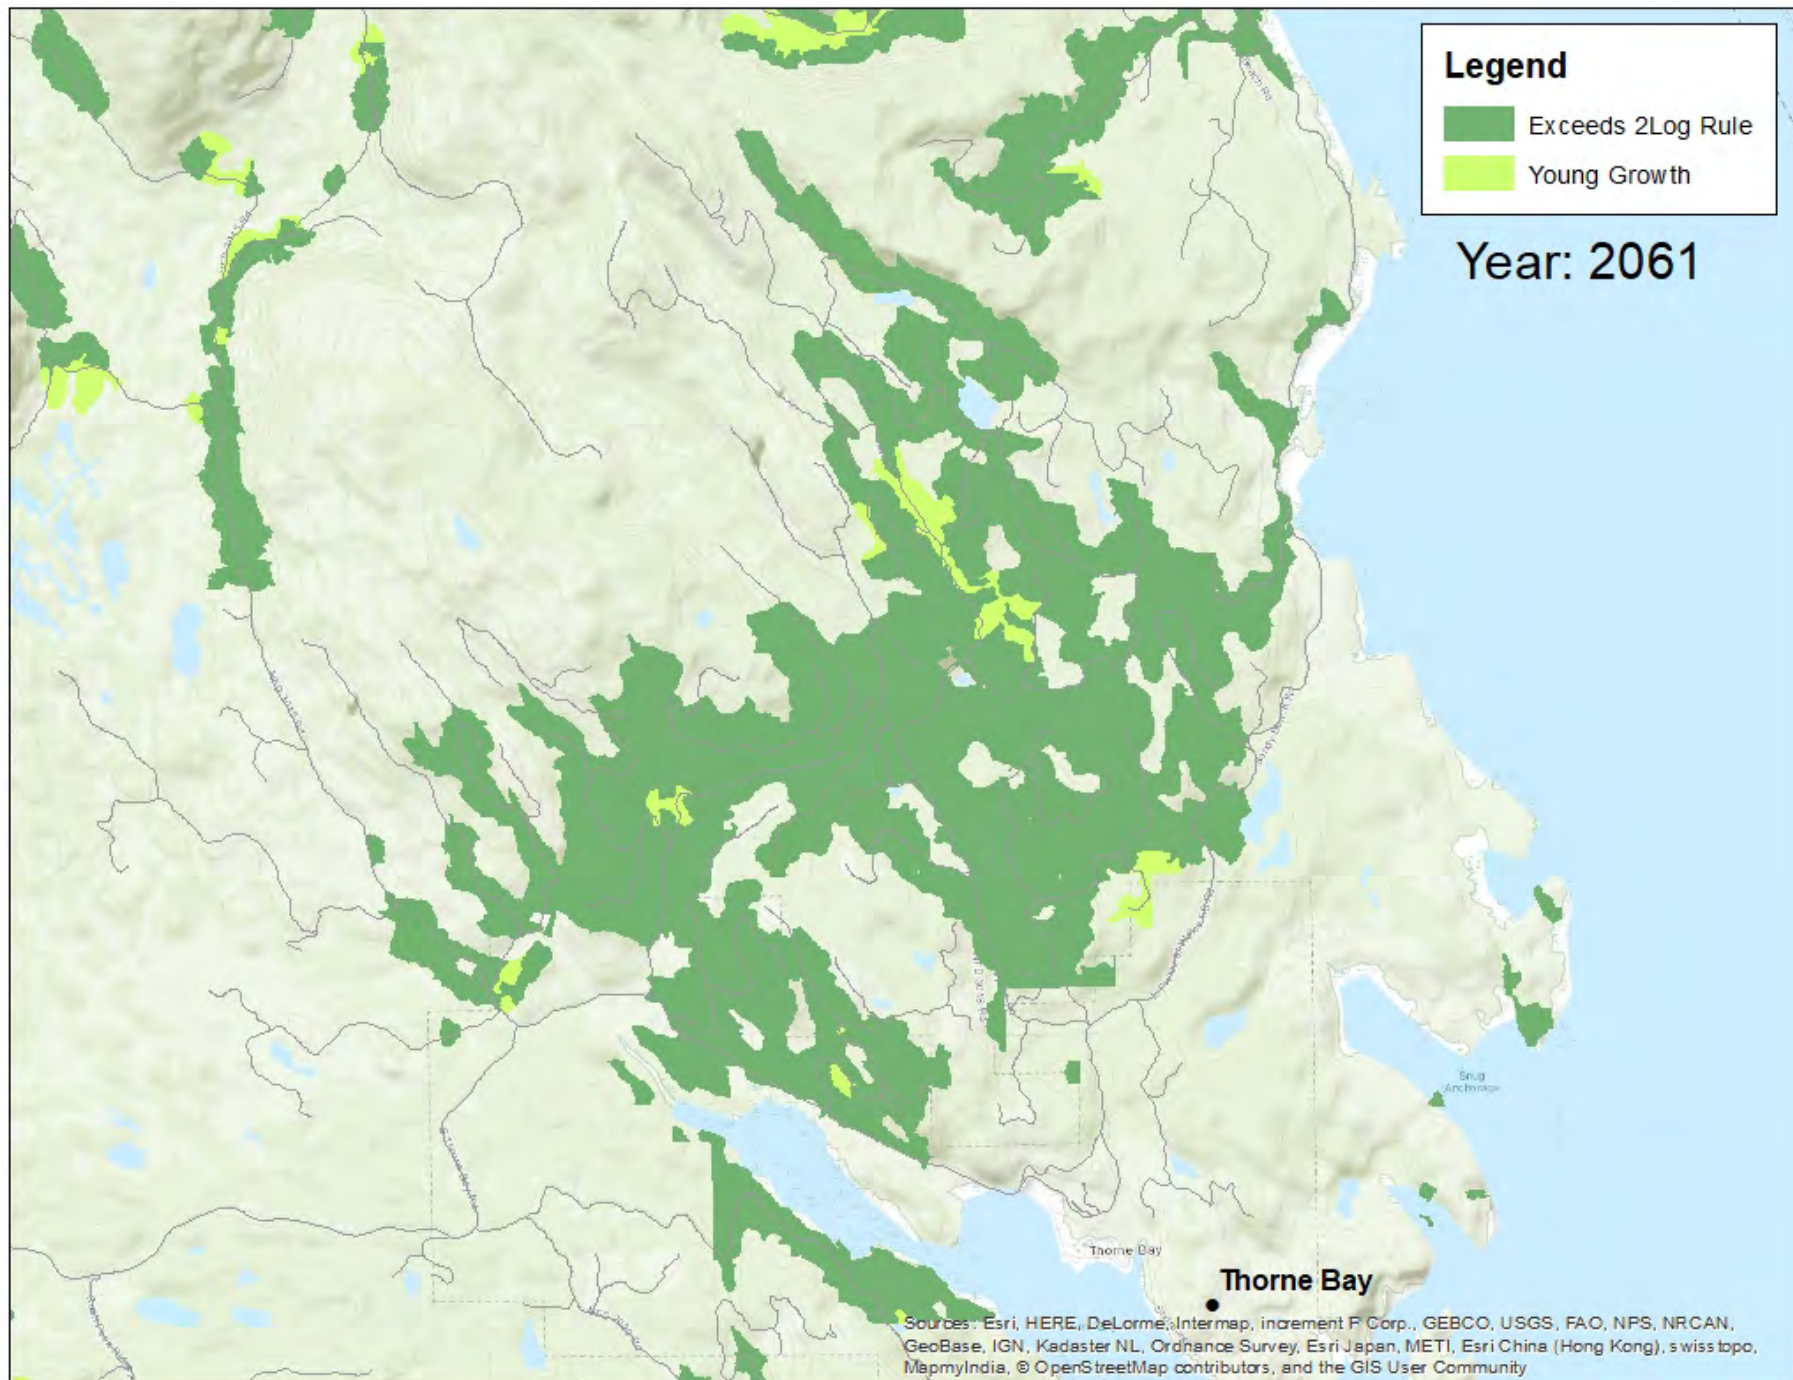 Legend
Exceeds 2Log Rule
Young Growth
Year: 2061
Snug
Anchorage
Thorne Bay
Thorne Bay
Sources: Esri, HERE, DeLorme, Intermap, increment P Corp., GEBCO, USGS, FAO, NPS, NRCAN,
GeoBase, IGN, Kadaster NL, Ordnance Survey, Esri Japan, METI, Esri China (Hong Kong), swisstopo,
MapmyIndia, © OpenStreetMap contributors, and the GIS User Community